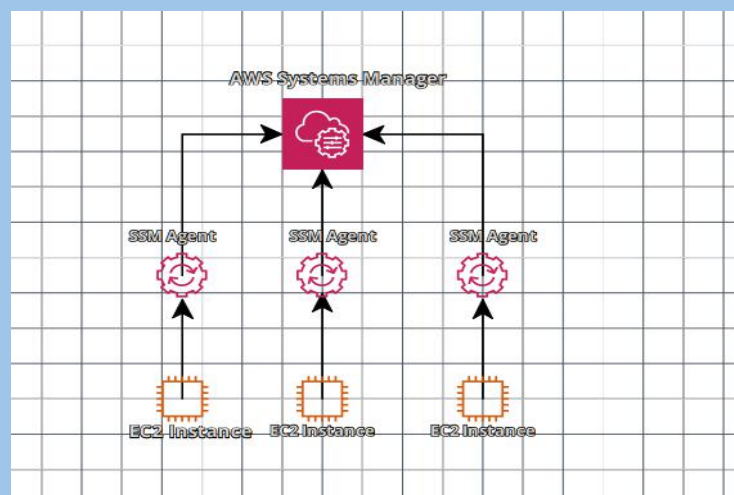 AWS Systems Manager
SSM Agent SSM Agent SSM Agent
EC2 Instance EC2 Instance EC2 Instance